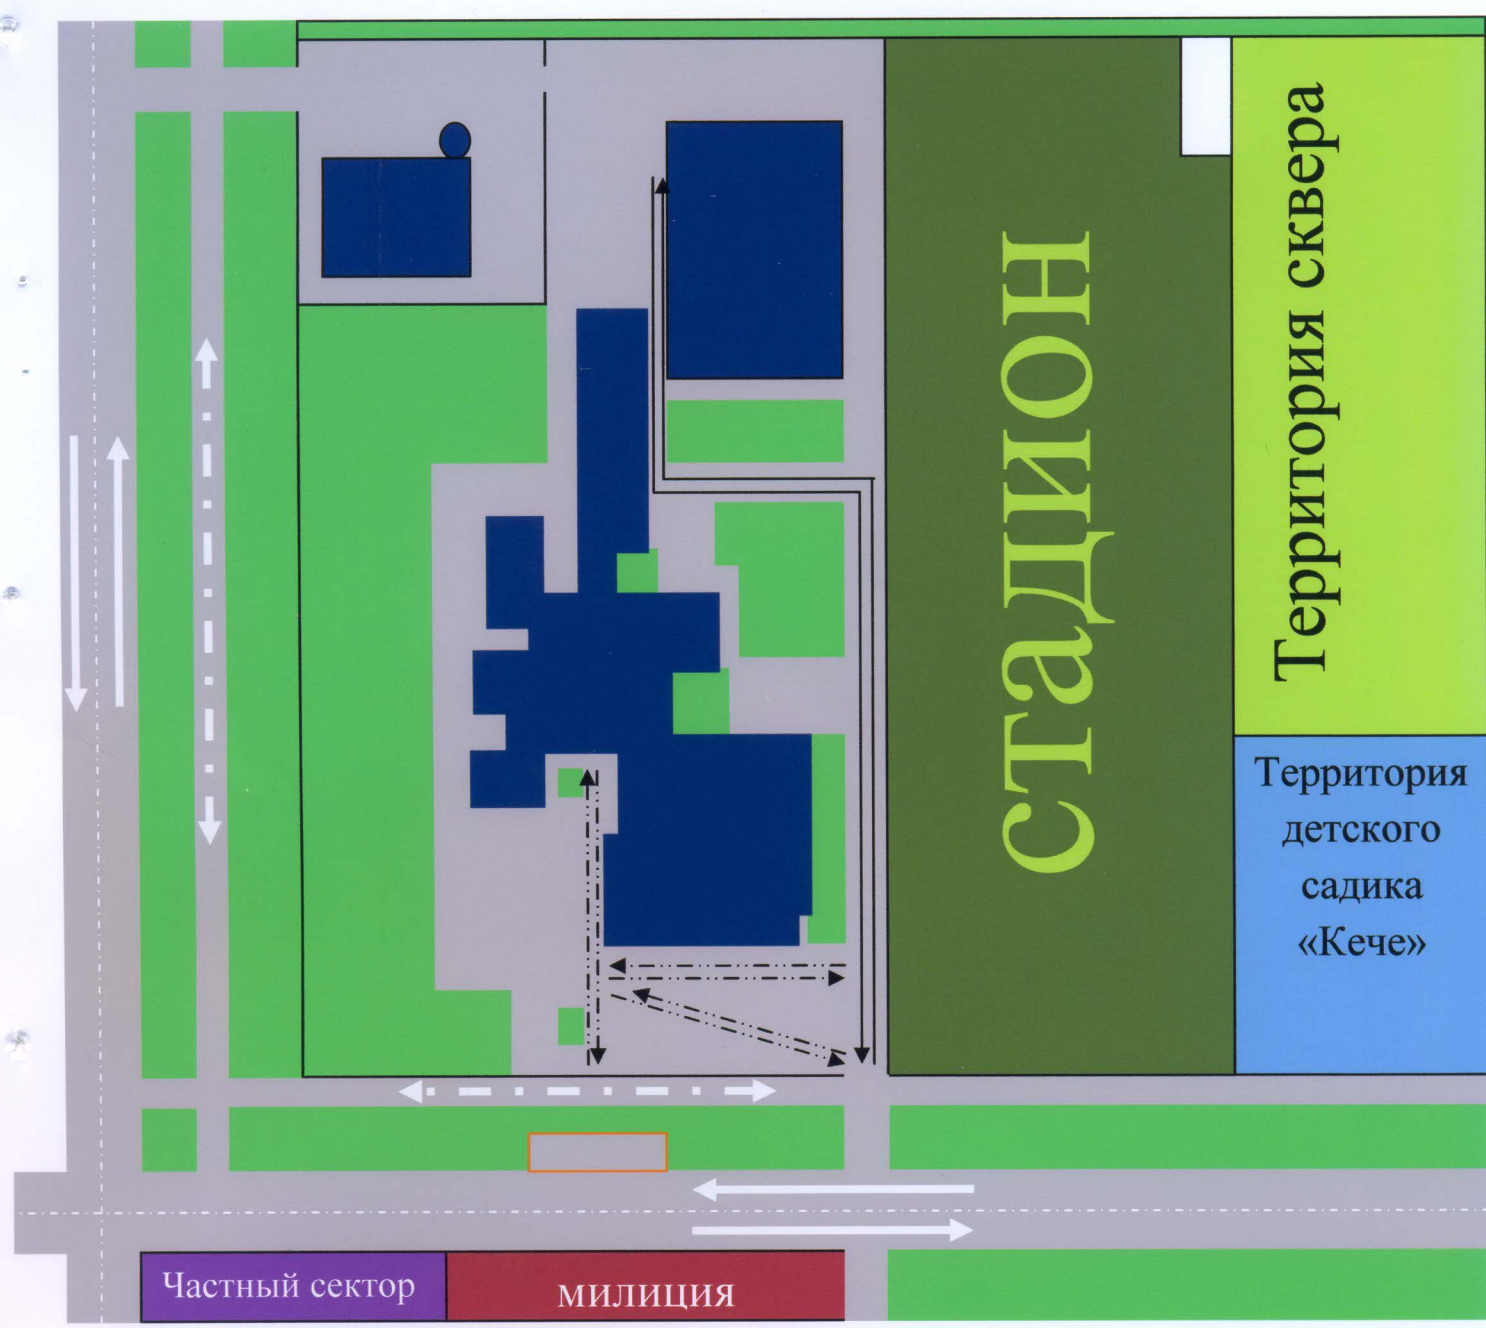 стадион
Территория сквера
Территория
детского
садика
«Кече»
Частный сектор
милиция